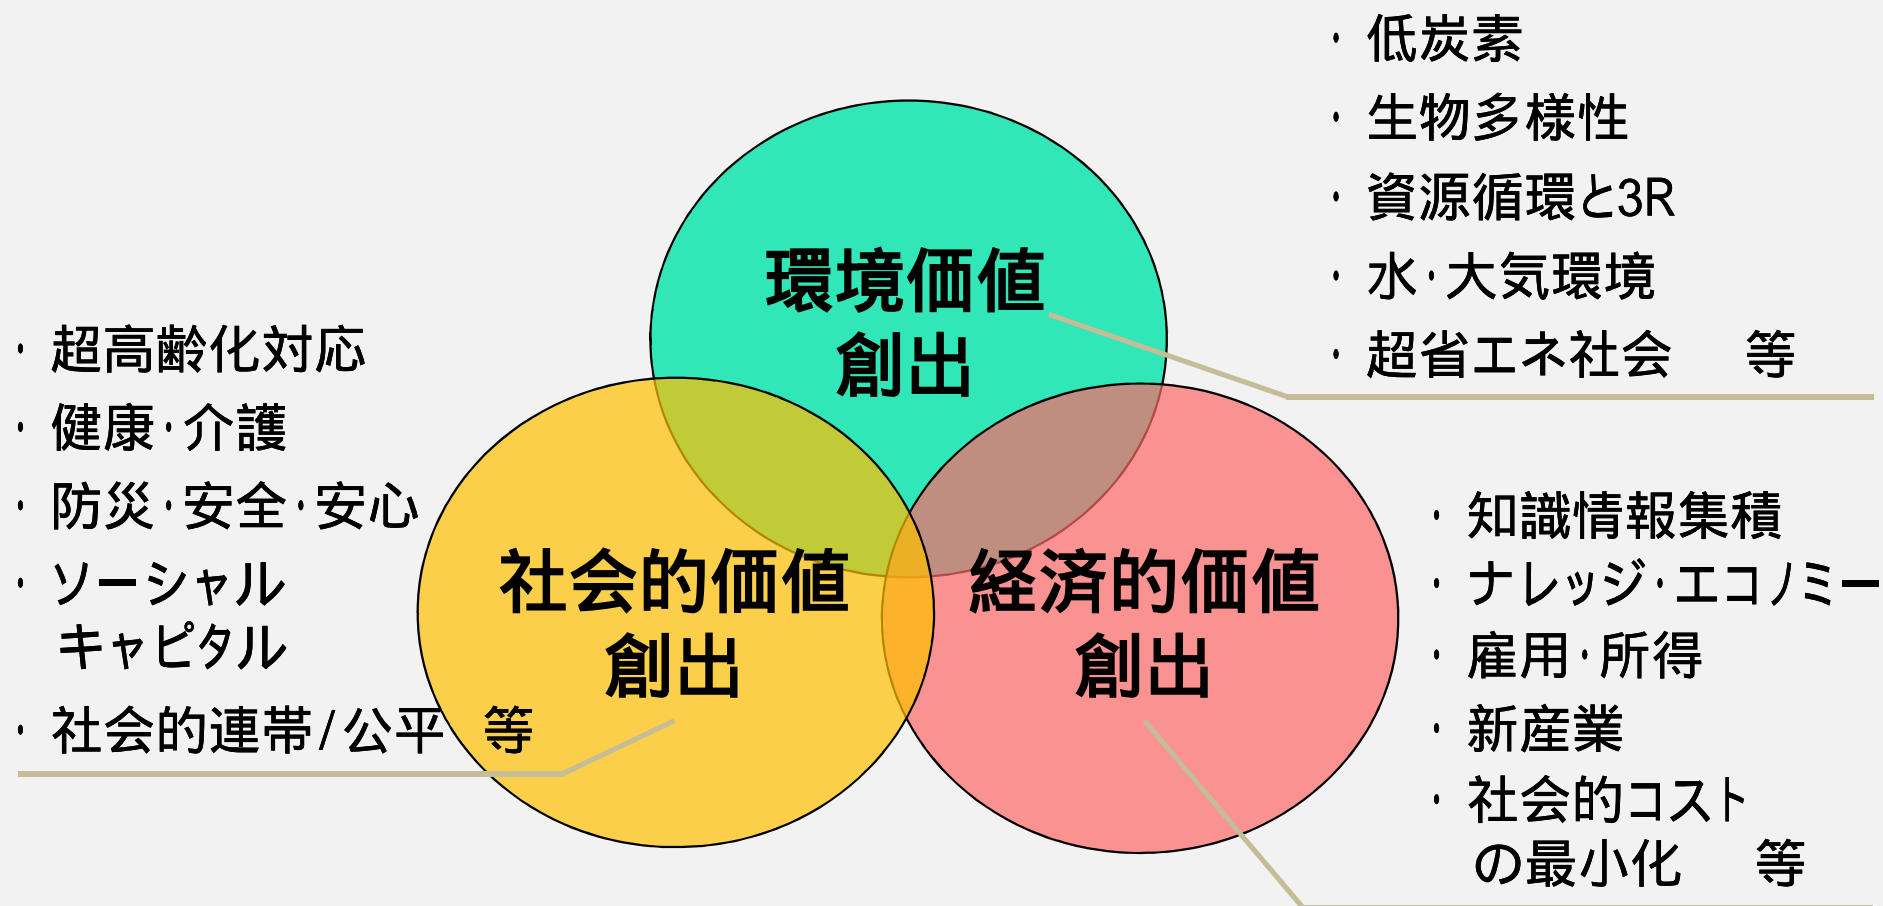 ・低炭素
・生物多様性
・資源循環と3R
・水・大気環境
・超省エネ社会　等
環境価値
創出
・超高齢化対応
・健康・介護
・防災・安全・安心
・ソーシャル
キャピタル
・社会的連帯/公平　等
社会的価値
創出
経済的価値
創出
・知識情報集積
・ナレッジ・エコノミー
・雇用・所得
・新産業
・社会的コスト
の最小化　等